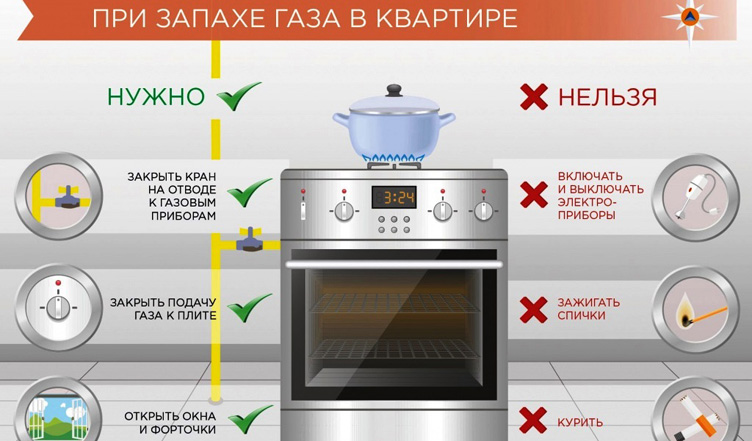 ПРИ ЗАПАХЕ ГАЗА В КВАРТИРЕ
НУЖНО
НЕЛЬЗЯ
ЗАКРЫТЬ КРАН
НА ОТВОДЕ
К ГАЗОВЫМ
ПРИБОРАМ
3:24
ВКЛЮЧАТЬ
И ВЫКЛЮЧАТЬ
ЭЛЕКТРО-
ПРИБОРЫ
ЗАКРЫТЬ ПОДАЧУ
ГАЗА К ПЛИТЕ
ЗАЖИГАТЬ
СПИЧКИ
ОТКРЫТЬ ОКНА
И ФОРТОЧКИ
КУРИТЬ